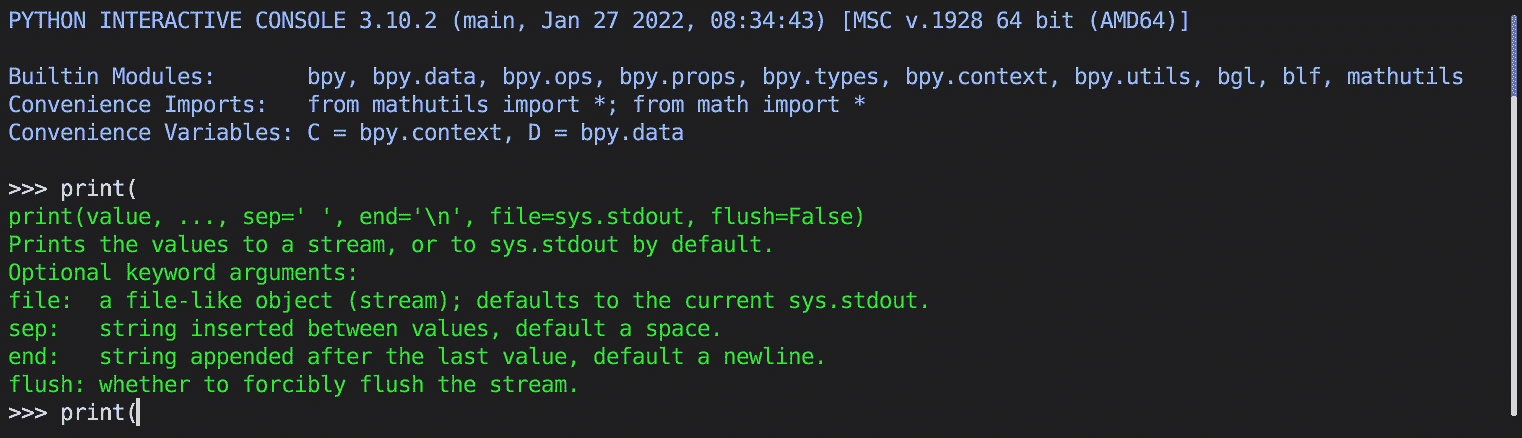 PYTHON INTERACTIVE CONSOLE 3.10.2 (main, Jan 27 2022, 08:34:43) [MSC v.1928 64 bit (AMD64)]
Builtin Modules:       bpy, bpy.data, bpy.ops, bpy.props, bpy.types, bpy.context, bpy.utils, bgl, blf, mathutils
Convenience Imports:   from mathutils import *; from math import *
Convenience Variables: C = bpy.context, D = bpy.data
>>> print(
print(value, ..., sep=' ', end='\n', file=sys.stdout, flush=False)
Prints the values to a stream, or to sys.stdout by default.
Optional keyword arguments:
file:  a file-like object (stream); defaults to the current sys.stdout.
sep:   string inserted between values, default a space.
end:   string appended after the last value, default a newline.
flush: whether to forcibly flush the stream.
>>> print(